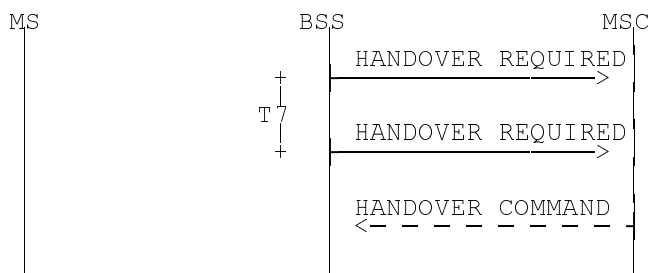 MS BSS MSC
HANDOVER REQUIRED
T7
HANDOVER REQUIRED
HANDOVER COMMAND